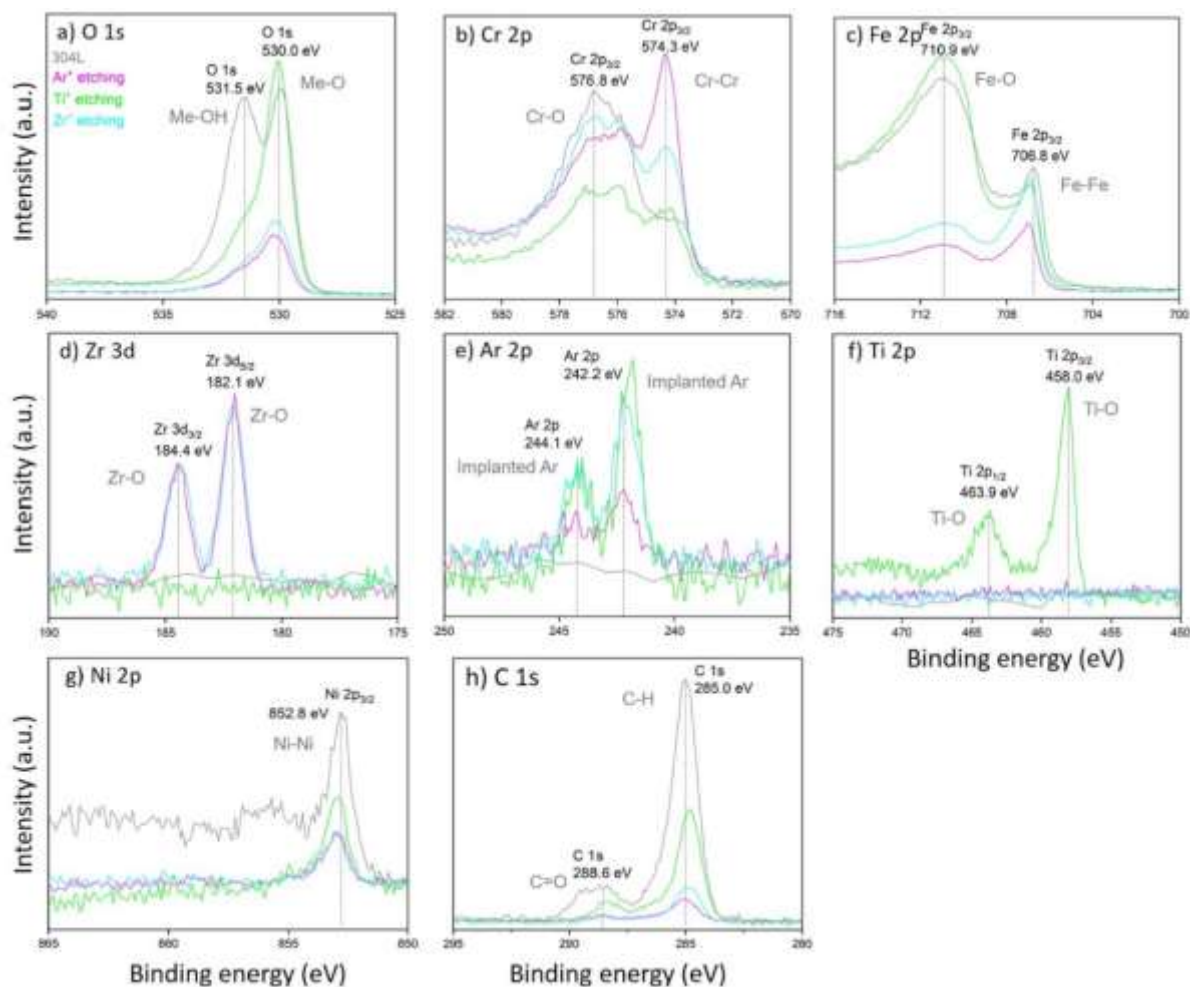 a) O 1s
O 1s
530.0 eV
304L
Ar⁺ etching
Ti⁺ etching
Zr⁺ etching
O 1s
531.5 eV
Me-O
Me-OH
Intensity (a.u.)
540 535 530 525
b) Cr 2p
Cr 2p3/2
574.3 eV
Cr 2p3/2
576.8 eV
Cr-Cr
Cr-O
582 580 578 576 574 572 570
c) Fe 2p
Fe 2p3/2
710.9 eV
Fe-O
Fe 2p3/2
706.8 eV
Fe-Fe
716 712 708 704 700
d) Zr 3d
Zr 3d5/2
182.1 eV
Zr-O
Zr 3d3/2
184.4 eV
Zr-O
Intensity (a.u.)
190 185 180 175
e) Ar 2p
Ar 2p
242.2 eV
Implanted Ar
Ar 2p
244.1 eV
Implanted Ar
250 245 240 235
f) Ti 2p
Ti 2p3/2
458.0 eV
Ti-O
Ti 2p1/2
463.9 eV
Ti-O
475 470 465 460 455 450
Binding energy (eV)
g) Ni 2p
Ni 2p3/2
852.8 eV
Ni-Ni
Intensity (a.u.)
865 860 855 850
Binding energy (eV)
h) C 1s
C 1s
285.0 eV
C-H
C 1s
288.6 eV
C=O
295 290 285 280
Binding energy (eV)